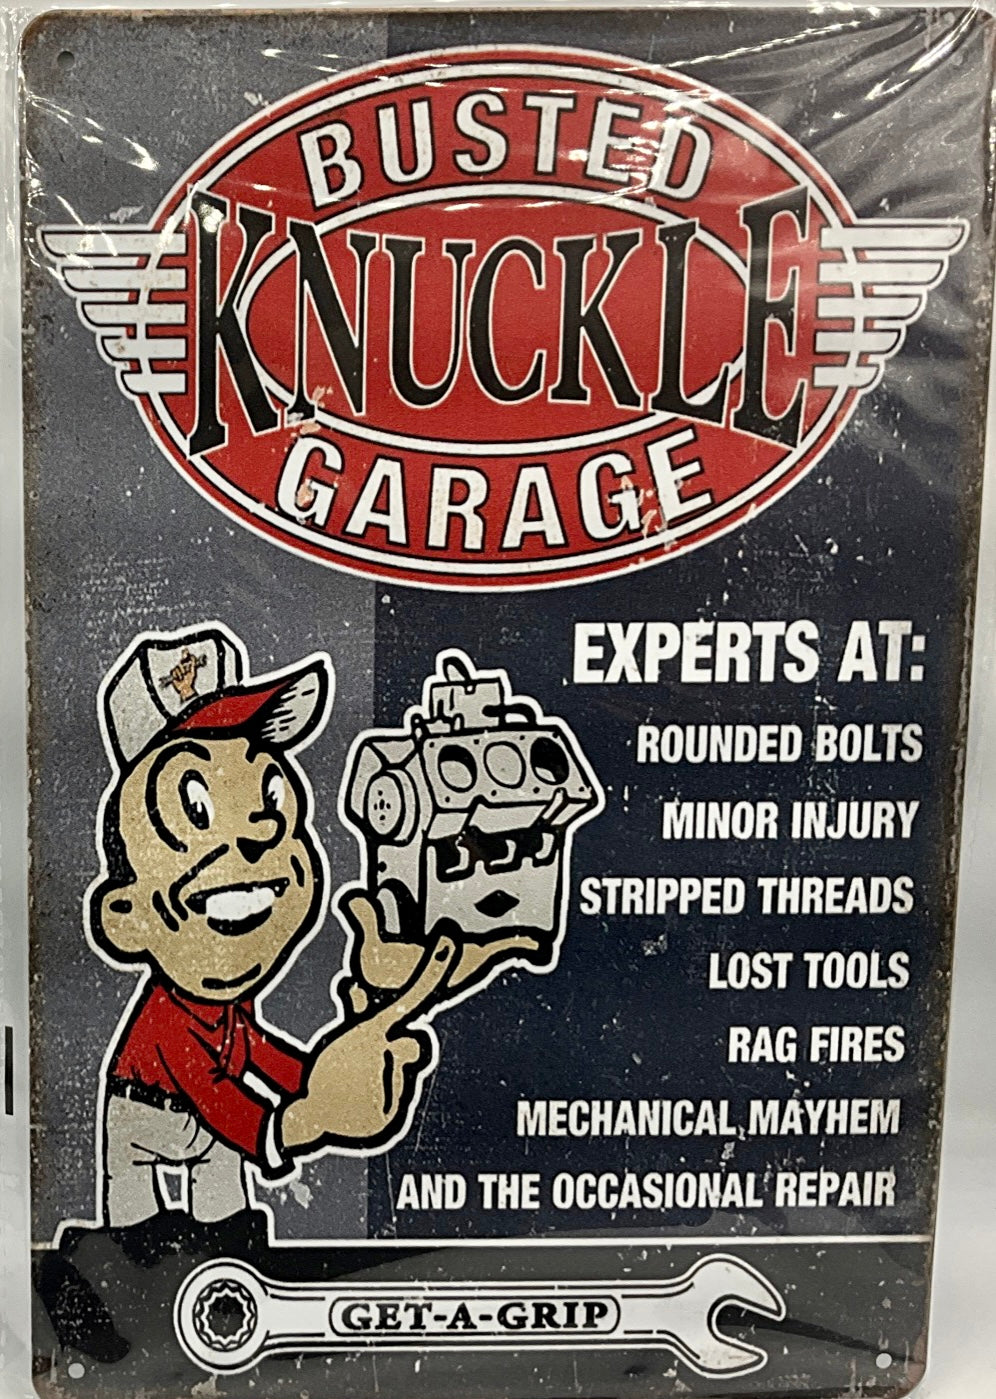 BUSTED
KNUCKLE
GARAGE
EXPERTS AT:
ROUNDED BOLTS
MINOR INJURY
STRIPPED THREADS
LOST TOOLS
RAG FIRES
MECHANICAL MAYHEM
AND THE OCCASIONAL REPAIR
GET-A-GRIP